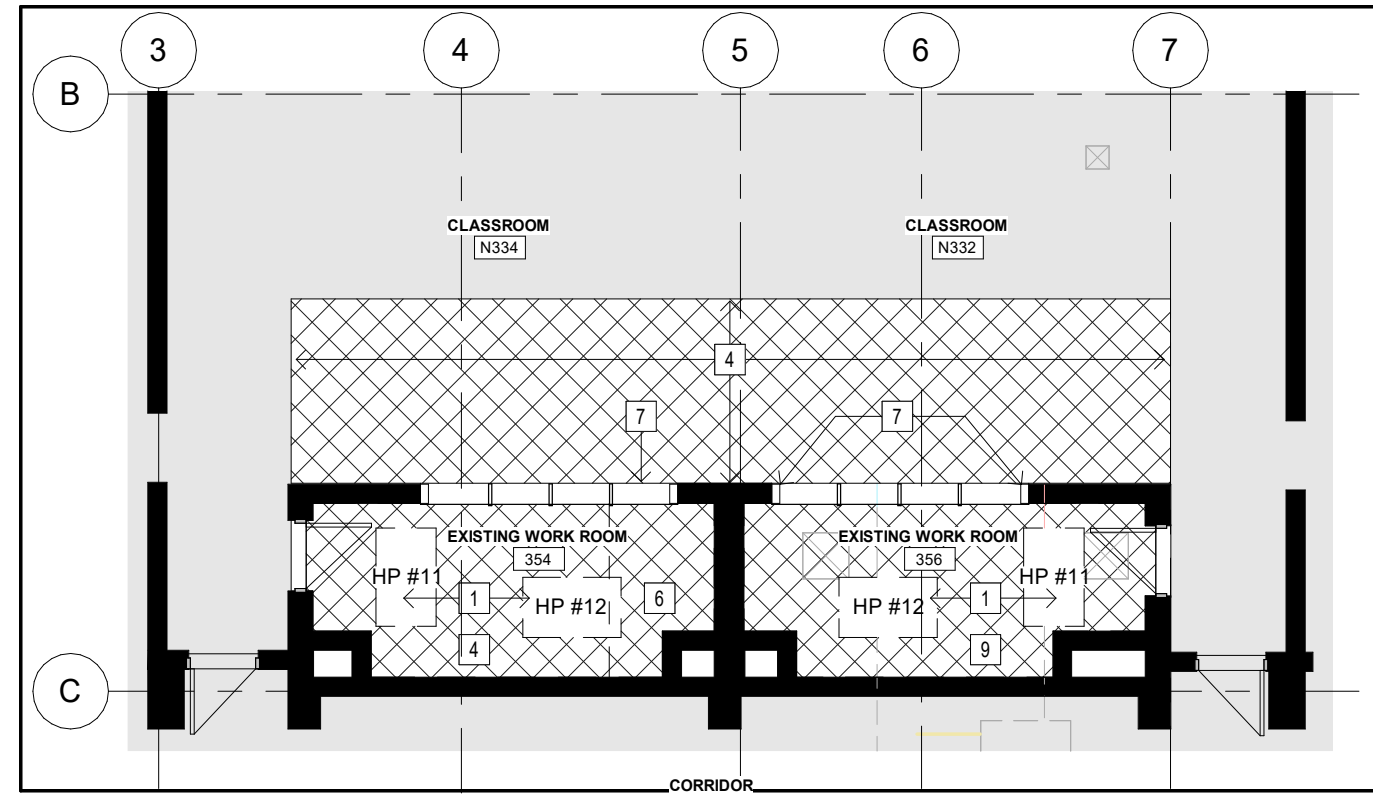 3
4
5
6
7
B
CLASSROOM
N334
CLASSROOM
N332
4
7
7
EXISTING WORK ROOM
354
EXISTING WORK ROOM
356
HP #11
1
HP #12
6
HP #12
1
HP #11
4
9
C
CORRIDOR